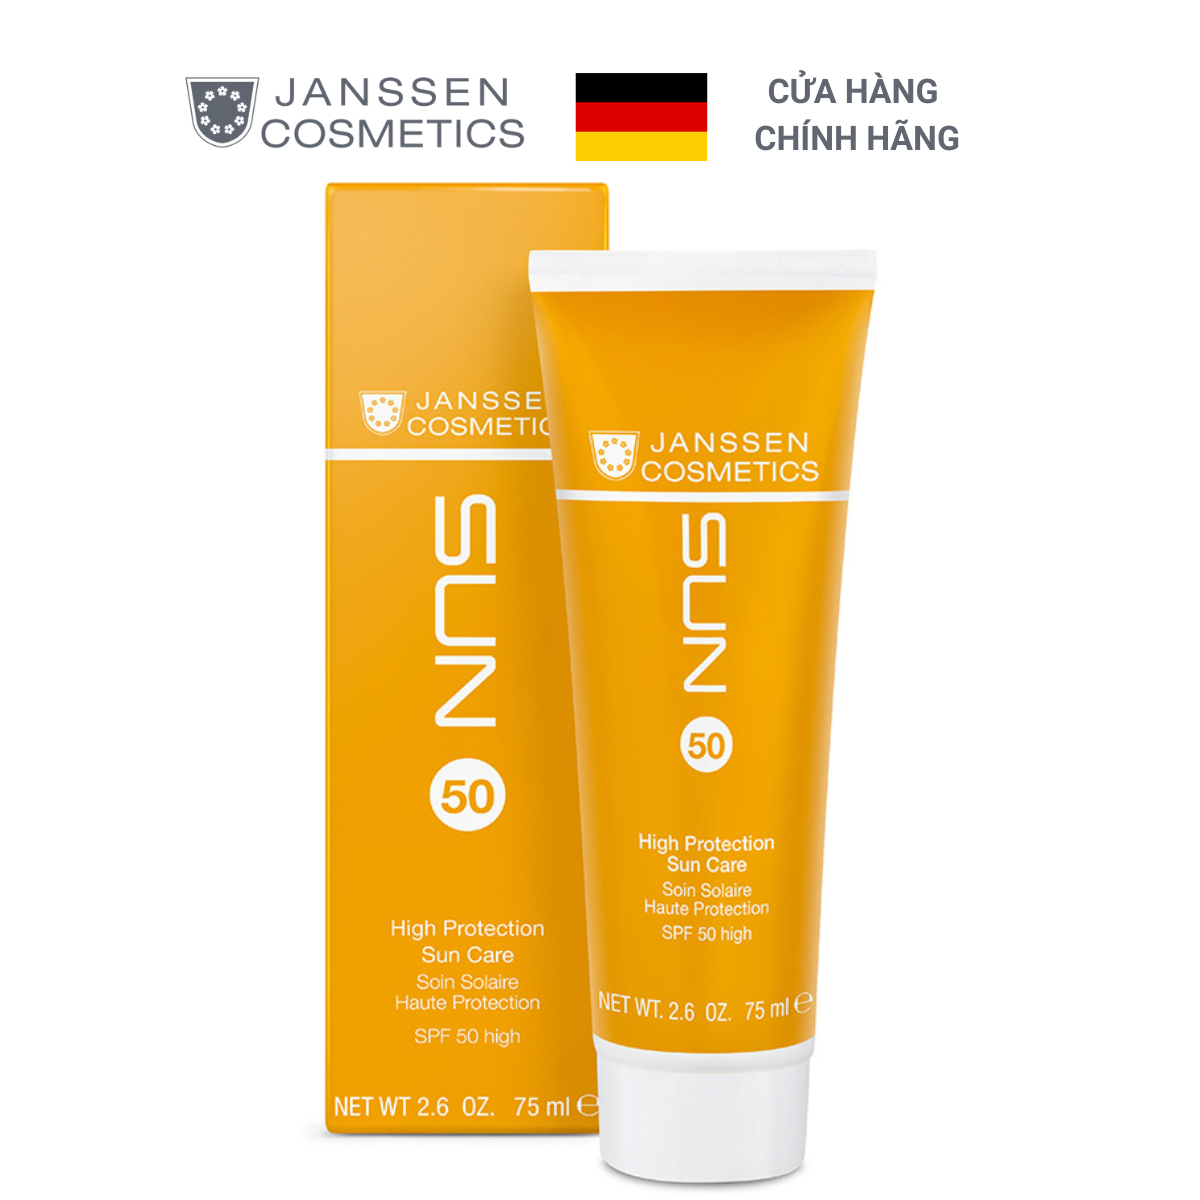 JANSSEN
COSMETICS
CỬA HÀNG
CHÍNH HÃNG
JANSSE
COSMETIC
SUN
50
High Protection
Sun Care
Soin Solaire
Haute Protection
SPF 50 high
NET WT 2.6 OZ. 75 ml ℮
JANSSEN
COSMETICS
SUN
50
High Protection
Sun Care
Soin Solaire
Haute Protection
SPF 50 high
NET WT. 2.6 OZ. 75 ml ℮